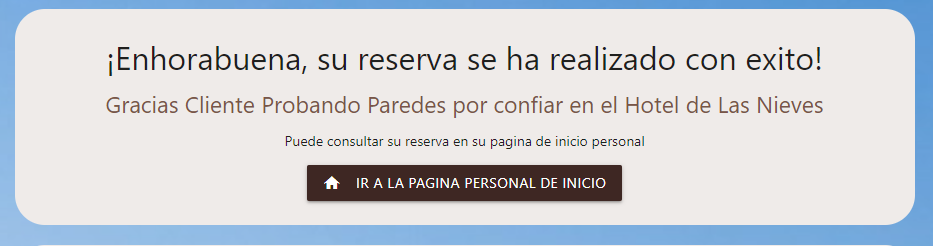 ¡Enhorabuena, su reserva se ha realizado con exito!
Gracias Cliente Probando Paredes por confiar en el Hotel de Las Nieves
Puede consultar su reserva en su pagina de inicio personal
IR A LA PAGINA PERSONAL DE INICIO